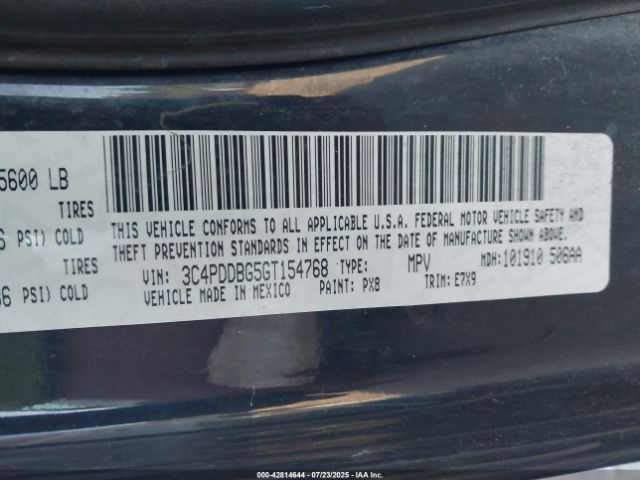 5600 LB
TIRES
PSI) COLD
TIRES
36 PSI) COLD
THIS VEHICLE CONFORMS TO ALL APPLICABLE U.S.A. FEDERAL MOTOR VEHICLE SAFETY AND
THEFT PREVENTION STANDARDS IN EFFECT ON THE DATE OF MANUFACTURE SHOWN ABOVE.
VIN: 3C4PDDBG5GT154768 TYPE: MPV MDH: 101910 506AA
VEHICLE MADE IN MEXICO PAINT: PX8 TRIM: E7X9
000-42814644 - 07/23/2025 - IAA Inc.